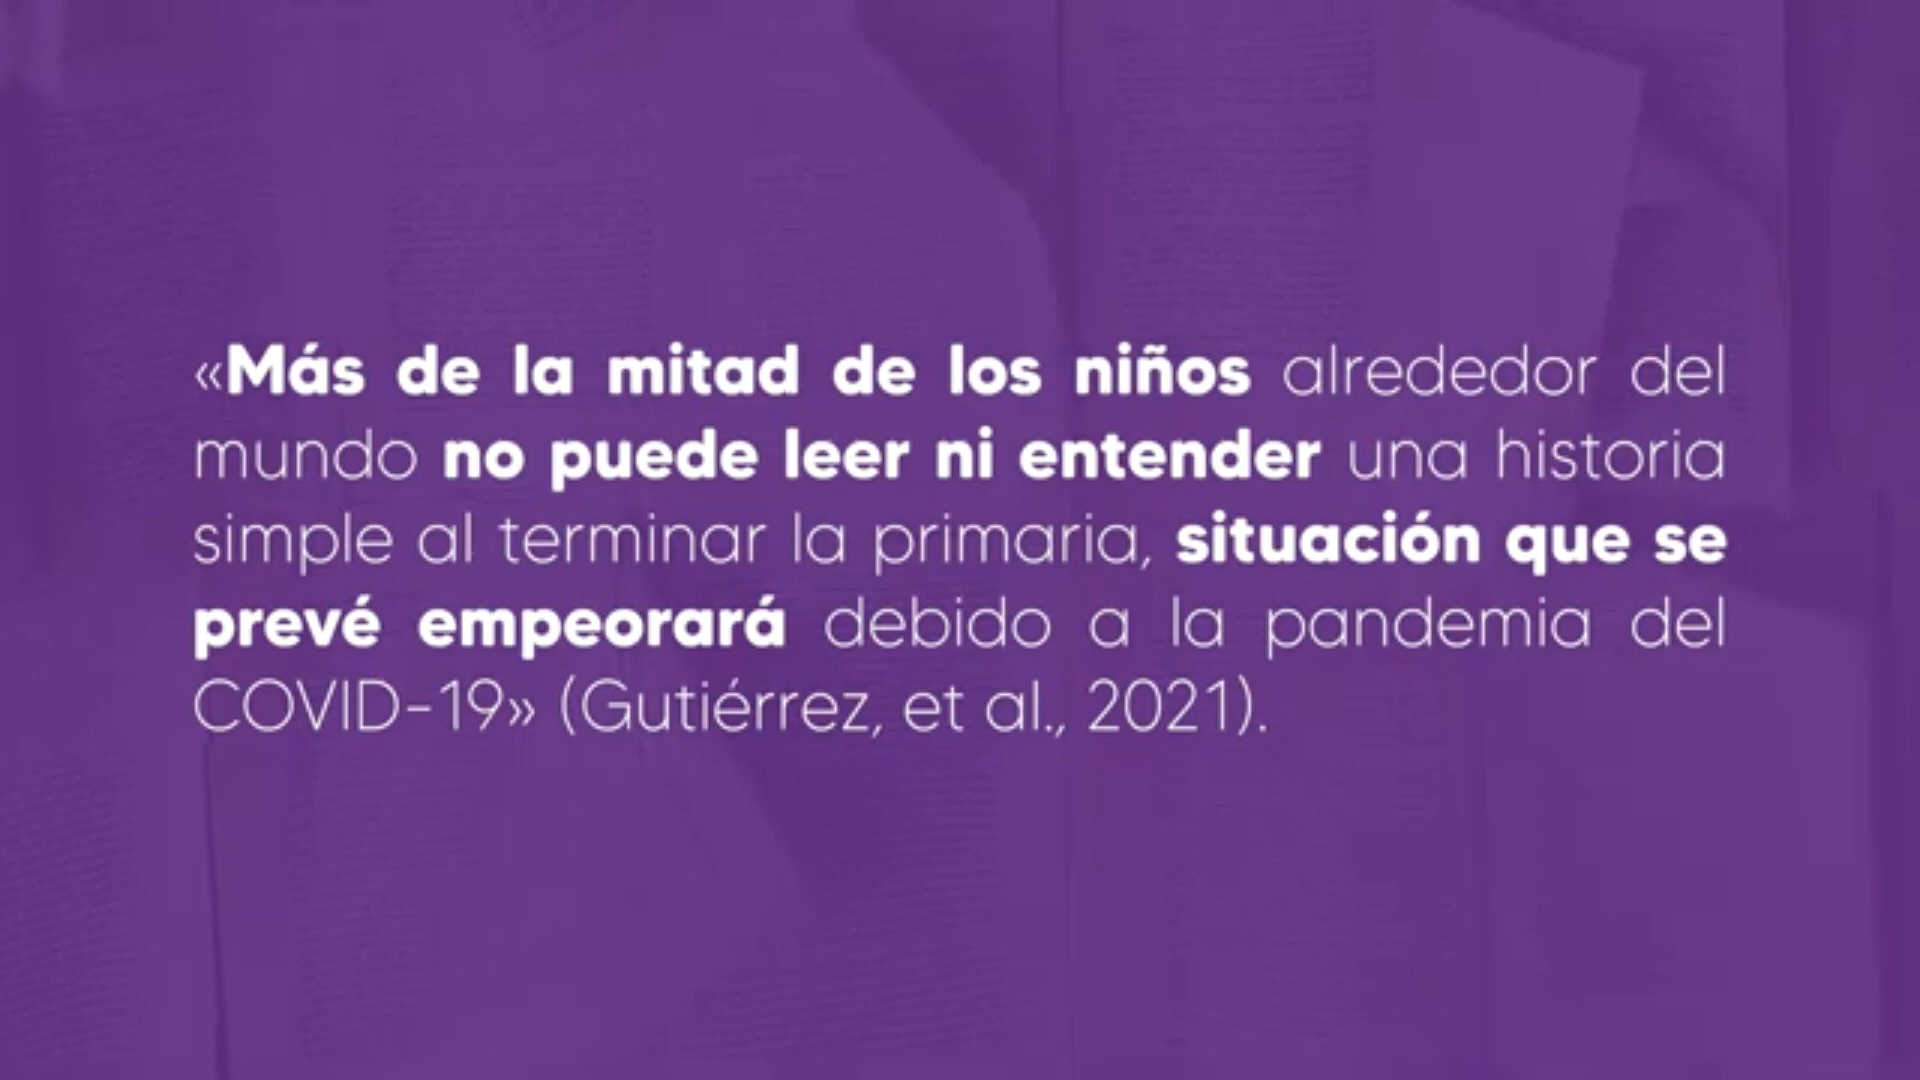 «Más de la mitad de los niños alrededor del
mundo no puede leer ni entender una historia
simple al terminar la primaria, situación que se
prevé empeorará debido a la pandemia del
COVID-19» (Gutiérrez, et al., 2021).